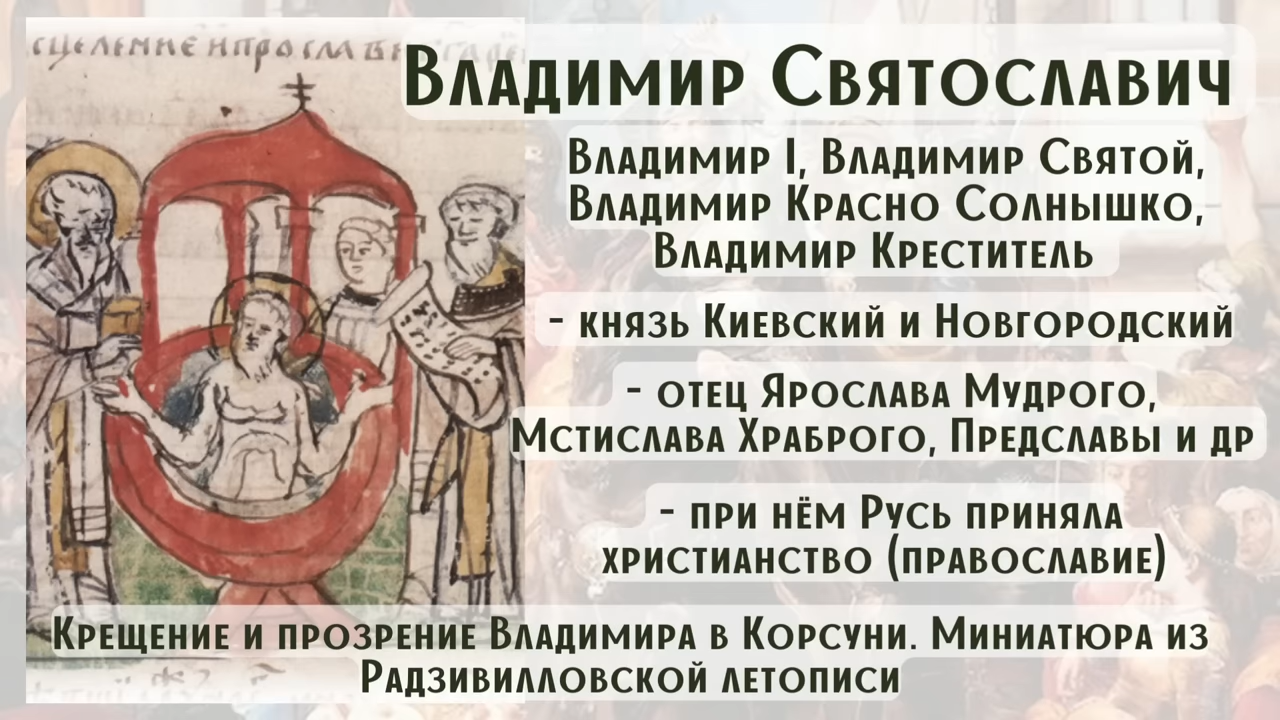 сцелениеипрослави
Владимир Святославич
Владимир I, Владимир Святой,
Владимир Красно Солнышко,
Владимир Креститель
- князь Киевский и Новгородский
- отец Ярослава Мудрого,
Мстислава Храброго, Предславы и др
- при нём Русь приняла
христианство (православие)
Крещение и прозрение Владимира в Корсуни. Миниатюра из
Радзивилловской летописи